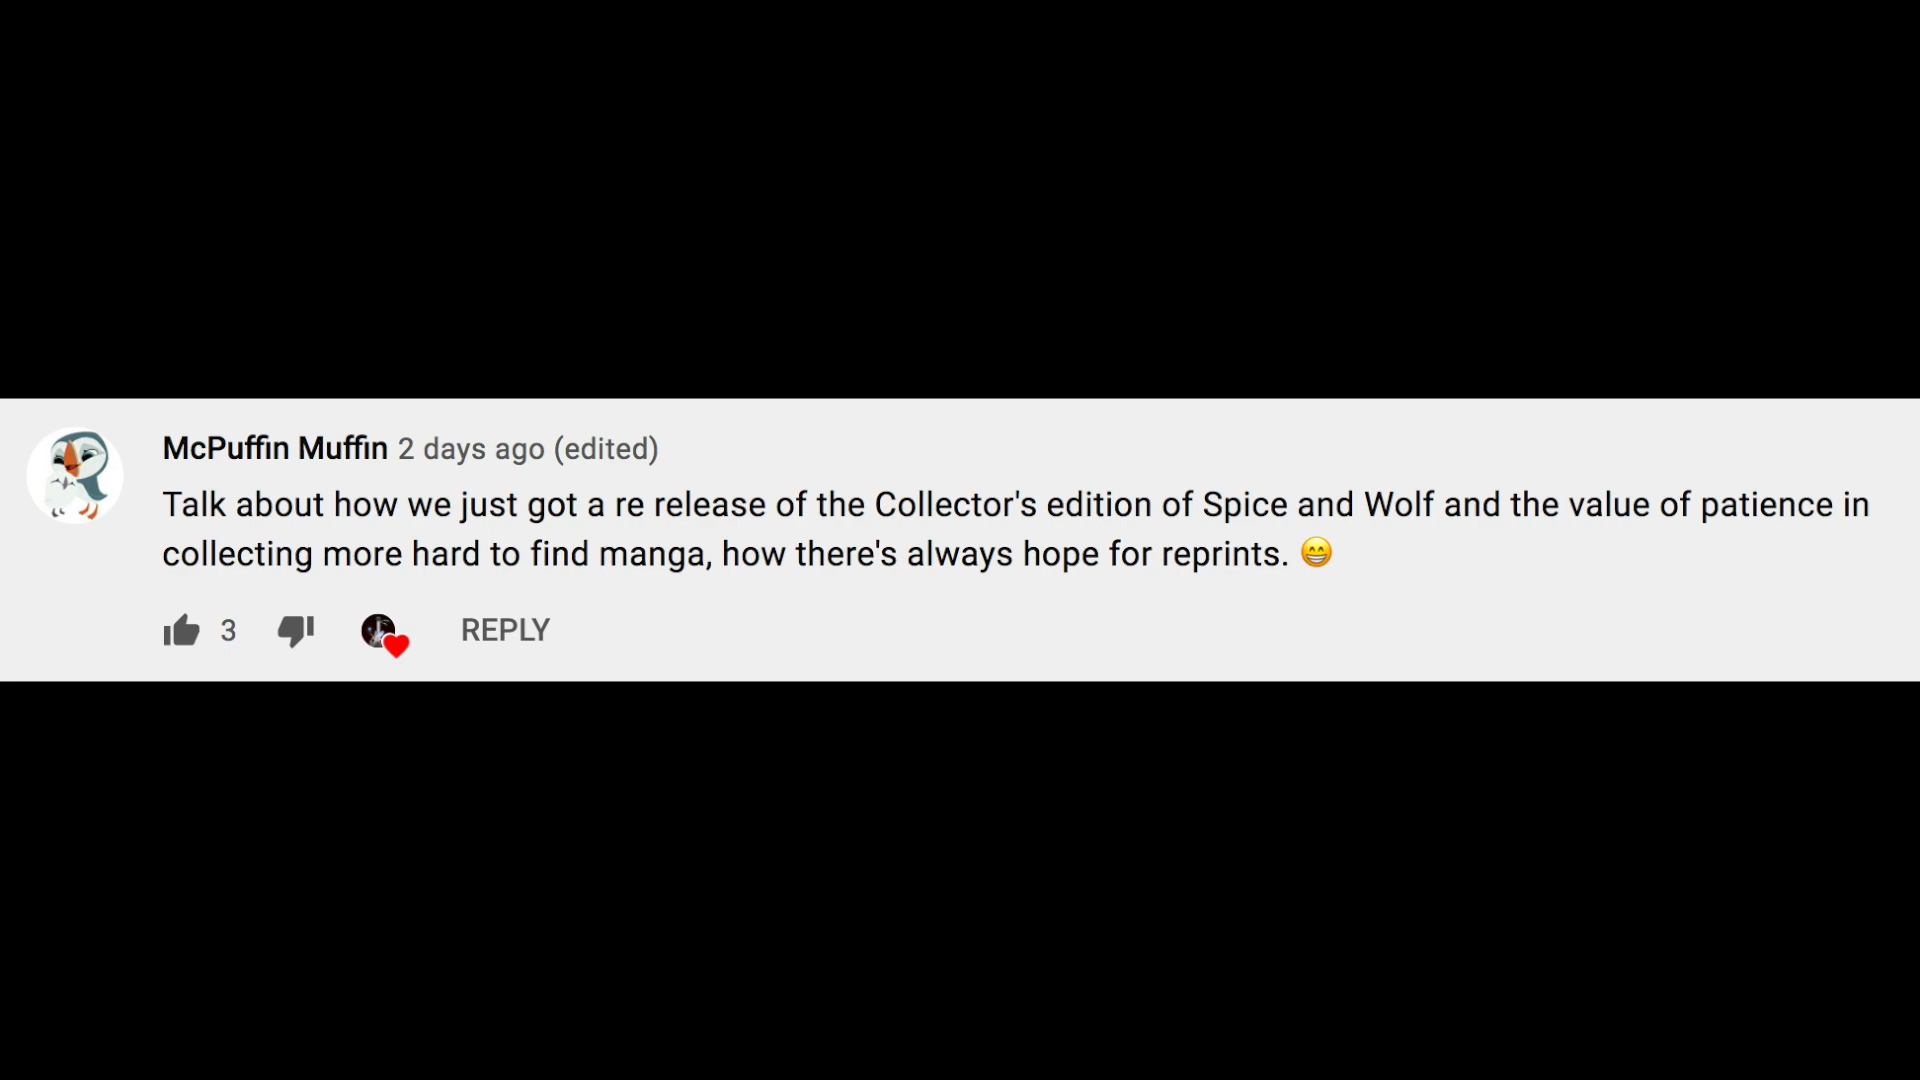 McPuffin Muffin 2 days ago (edited)
Talk about how we just got a re release of the Collector's edition of Spice and Wolf and the value of patience in
collecting more hard to find manga, how there's always hope for reprints. 😁
3 REPLY